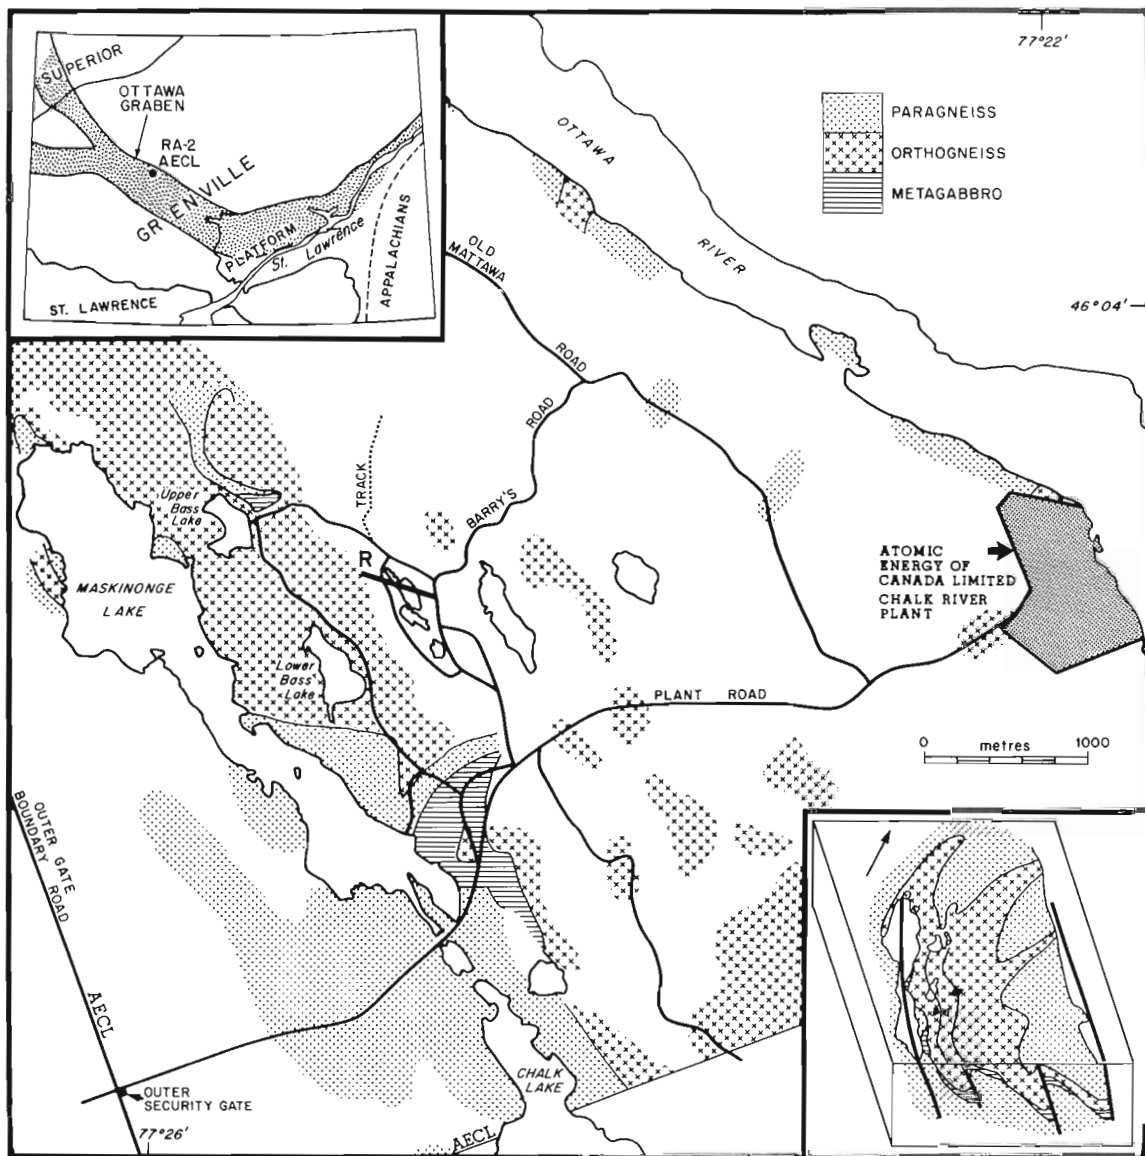 SUPERIOR
OTTAWA
GRABEN
RA-2
AECL
GRENVILLE
PLATFORM
St. Lawrence
APPALACHIANS
ST. LAWRENCE
77°22'
PARAGNEISS
ORTHOGNEISS
METAGABBRO
OTTAWA
RIVER
46°04'
OLD
MATTAWA
ROAD
BARRY'S
ROAD
TRACK
R
Upper
Bass
Lake
MASKINONGE
LAKE
Lower
Bass
Lake
ATOMIC
ENERGY OF
CANADA LIMITED
CHALK RIVER
PLANT
PLANT ROAD
0 metres 1000
OUTER GATE
BOUNDARY ROAD
AECL
OUTER
SECURITY GATE
77°26'
CHALK
LAKE
AECL